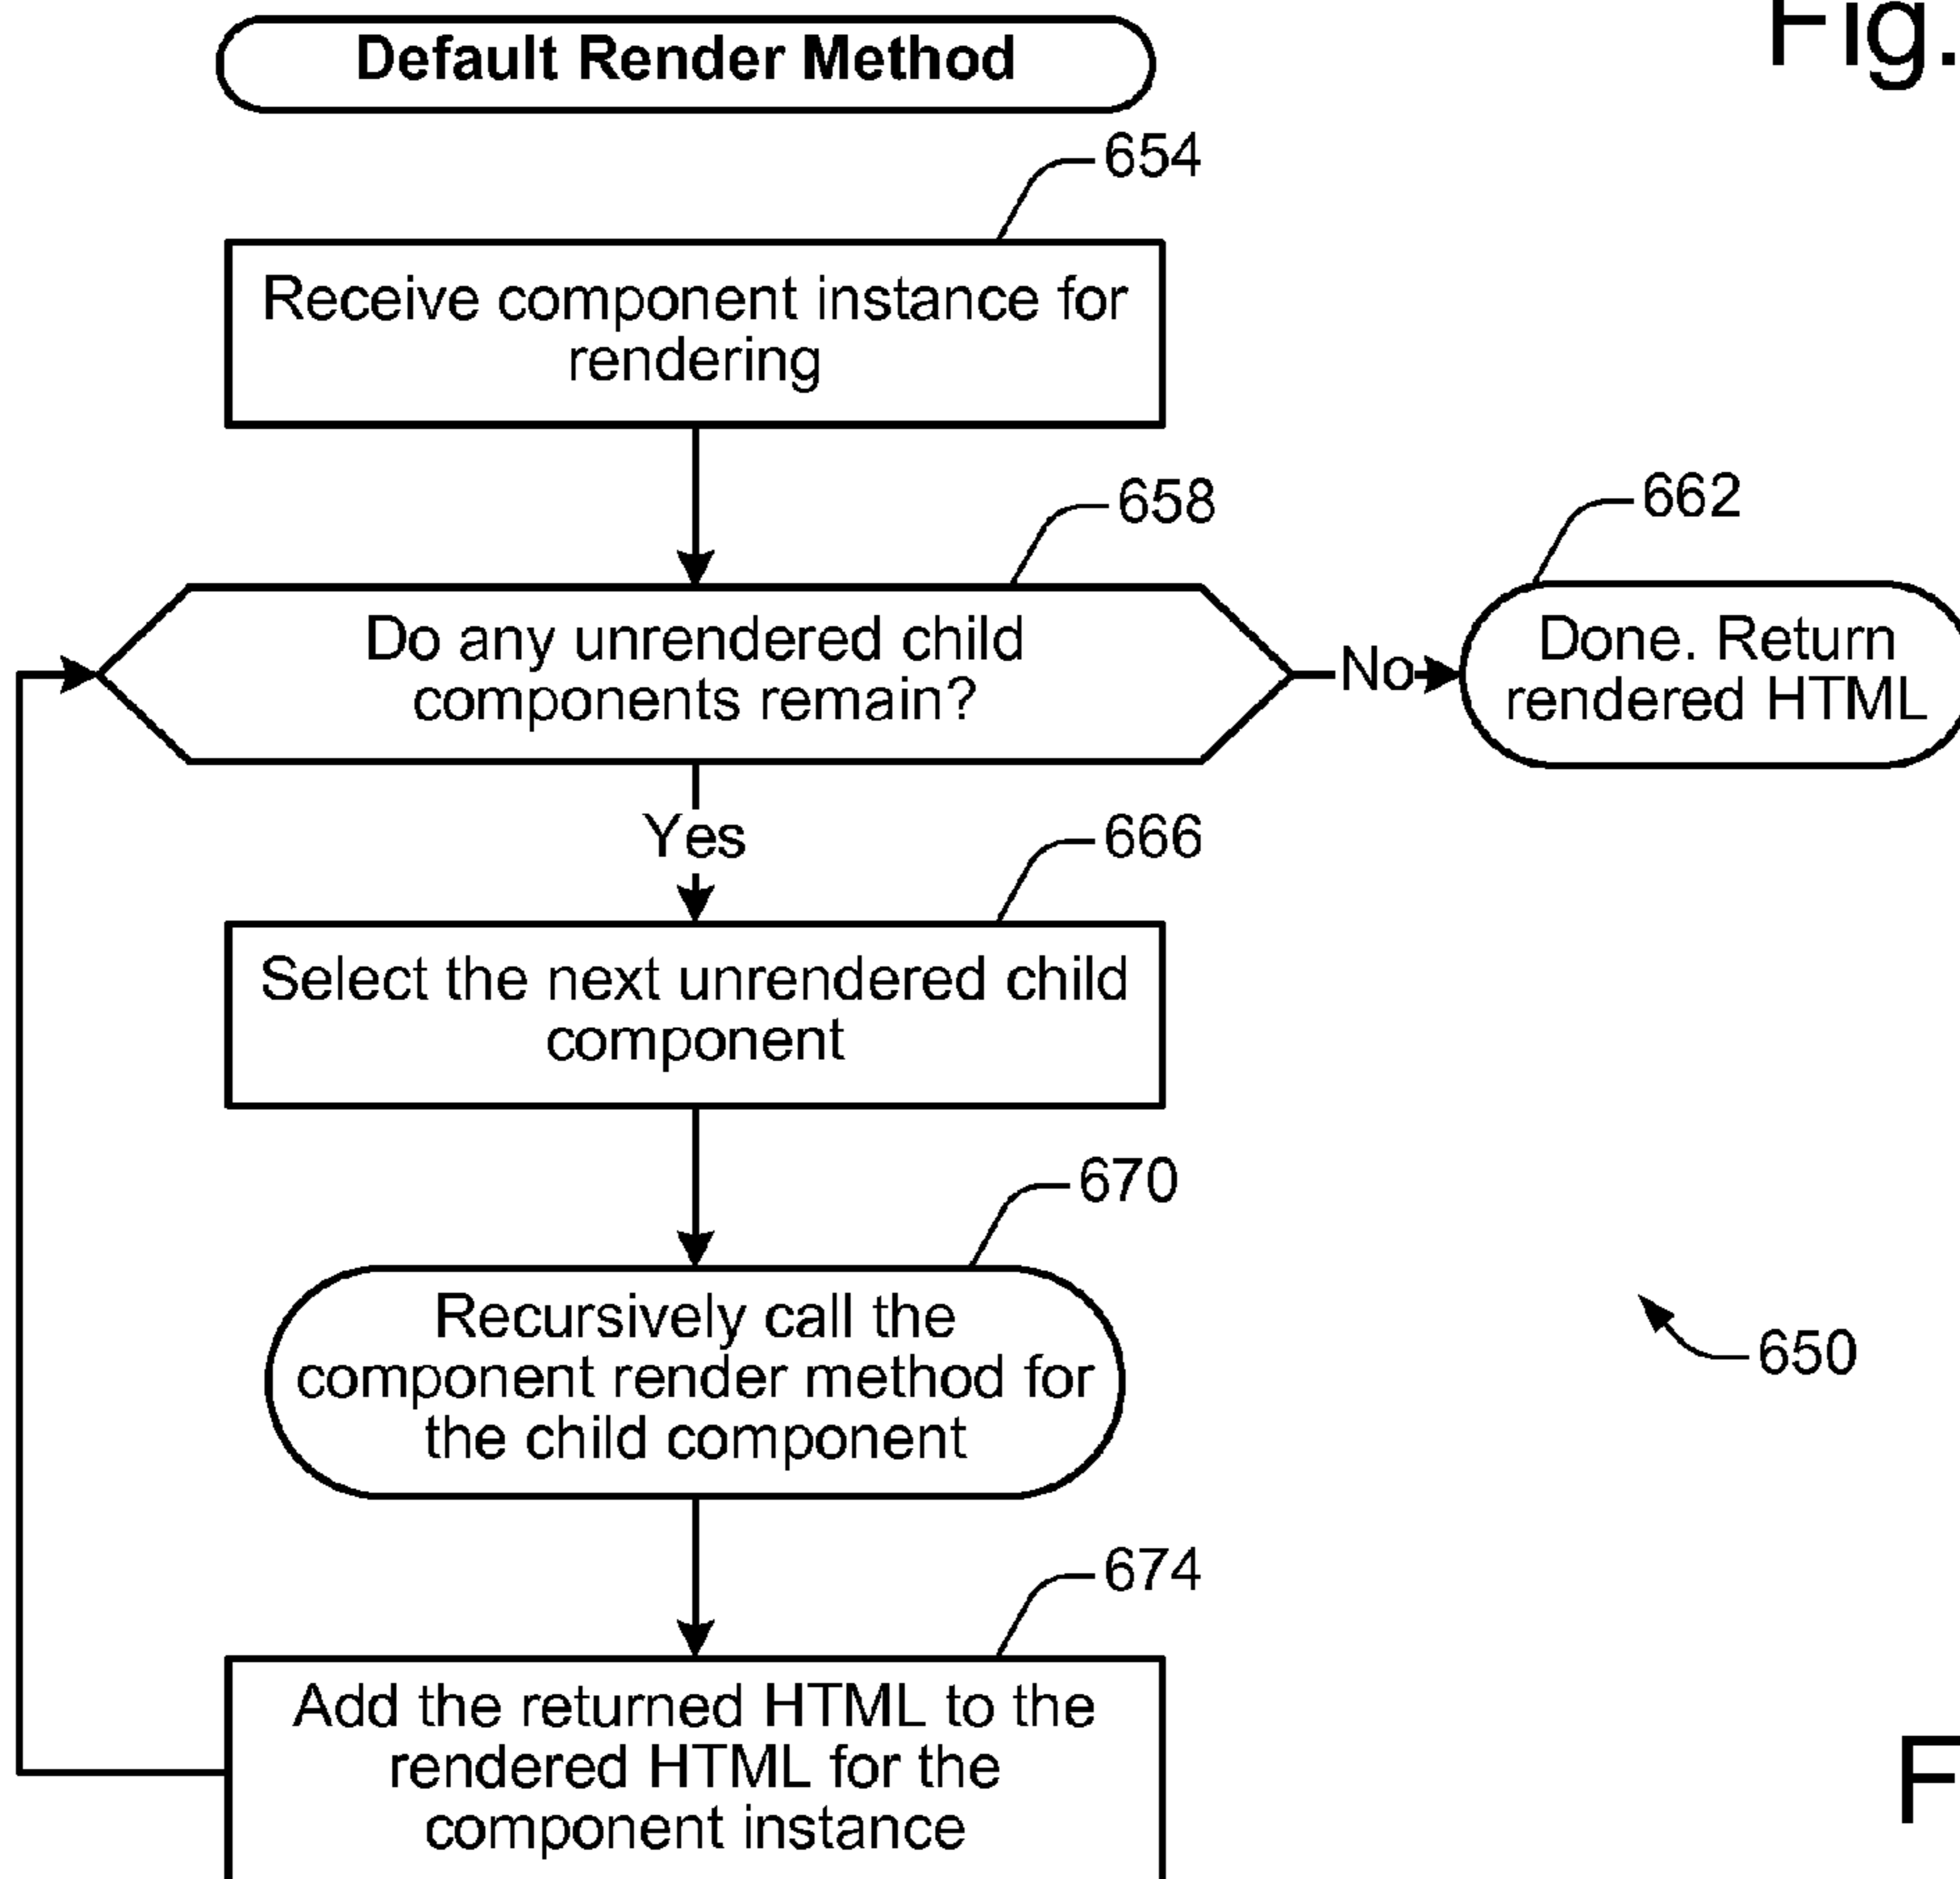 Fig.
Default Render Method
654
Receive component instance for
rendering
658
662
Do any unrendered child
components remain?
No
Done. Return
rendered HTML
Yes
666
Select the next unrendered child
component
670
Recursively call the
component render method for
the child component
650
674
Add the returned HTML to the
rendered HTML for the
component instance
F